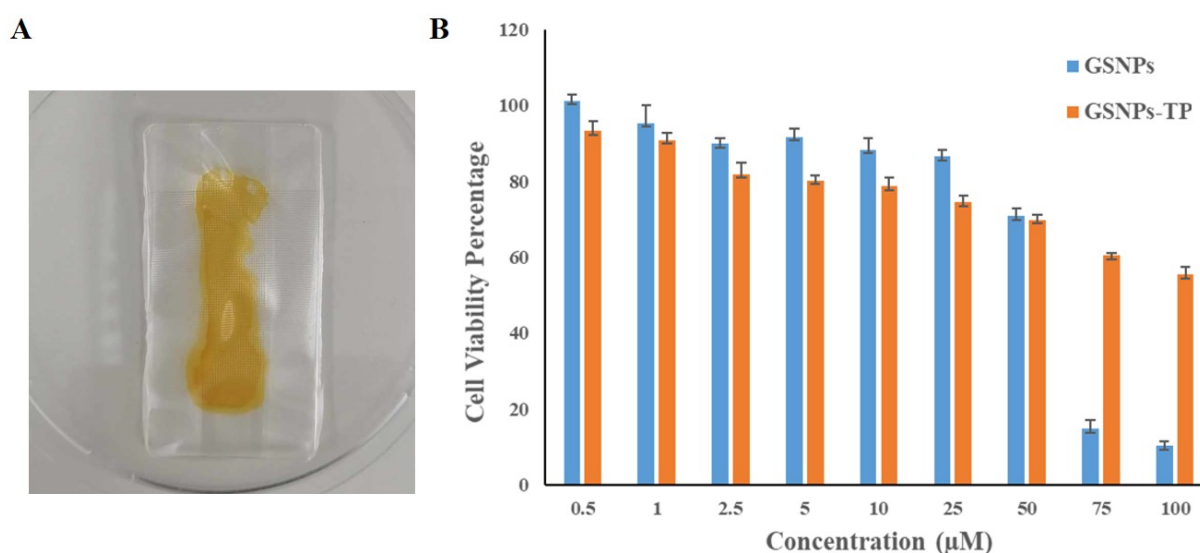 A
B
120
100
80
60
40
20
0
Cell Viability Percentage
GSNPs
GSNPs-TP
0.5 1 2.5 5 10 25 50 75 100
Concentration (µM)